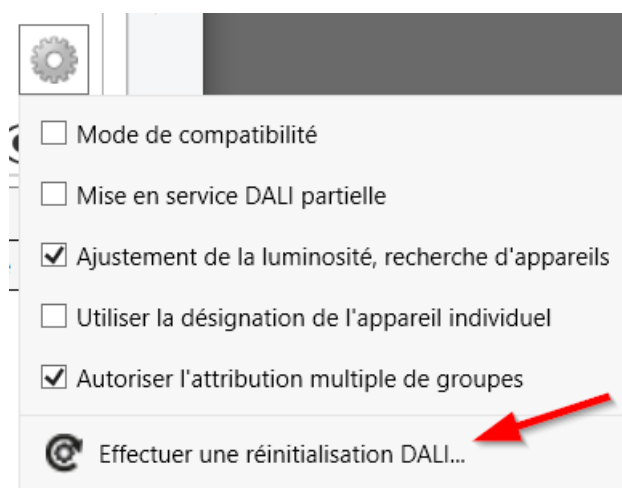 Mode de compatibilité
Mise en service DALI partielle
Ajustement de la luminosité, recherche d'appareils
Utiliser la désignation de l'appareil individuel
Autoriser l'attribution multiple de groupes
Effectuer une réinitialisation DALI...